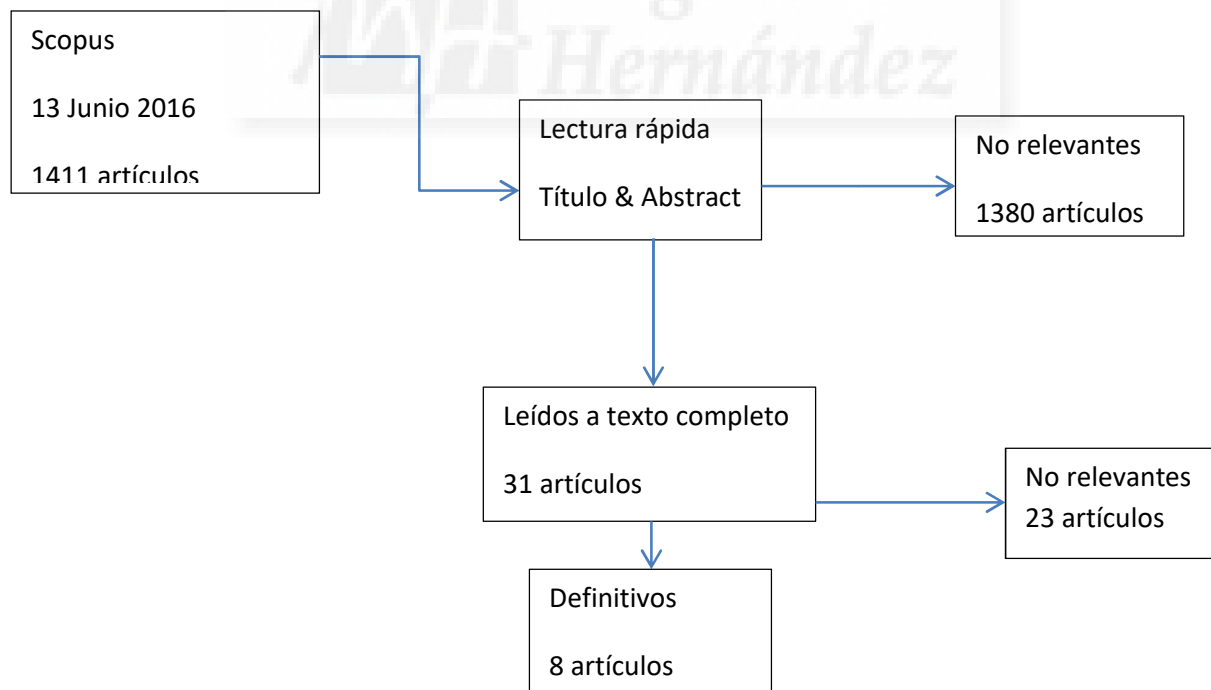 Hernández
Scopus
13 Junio 2016
1411 artículos
Lectura rápida
Título & Abstract
No relevantes
1380 artículos
Leídos a texto completo
31 artículos
No relevantes
23 artículos
Definitivos
8 artículos